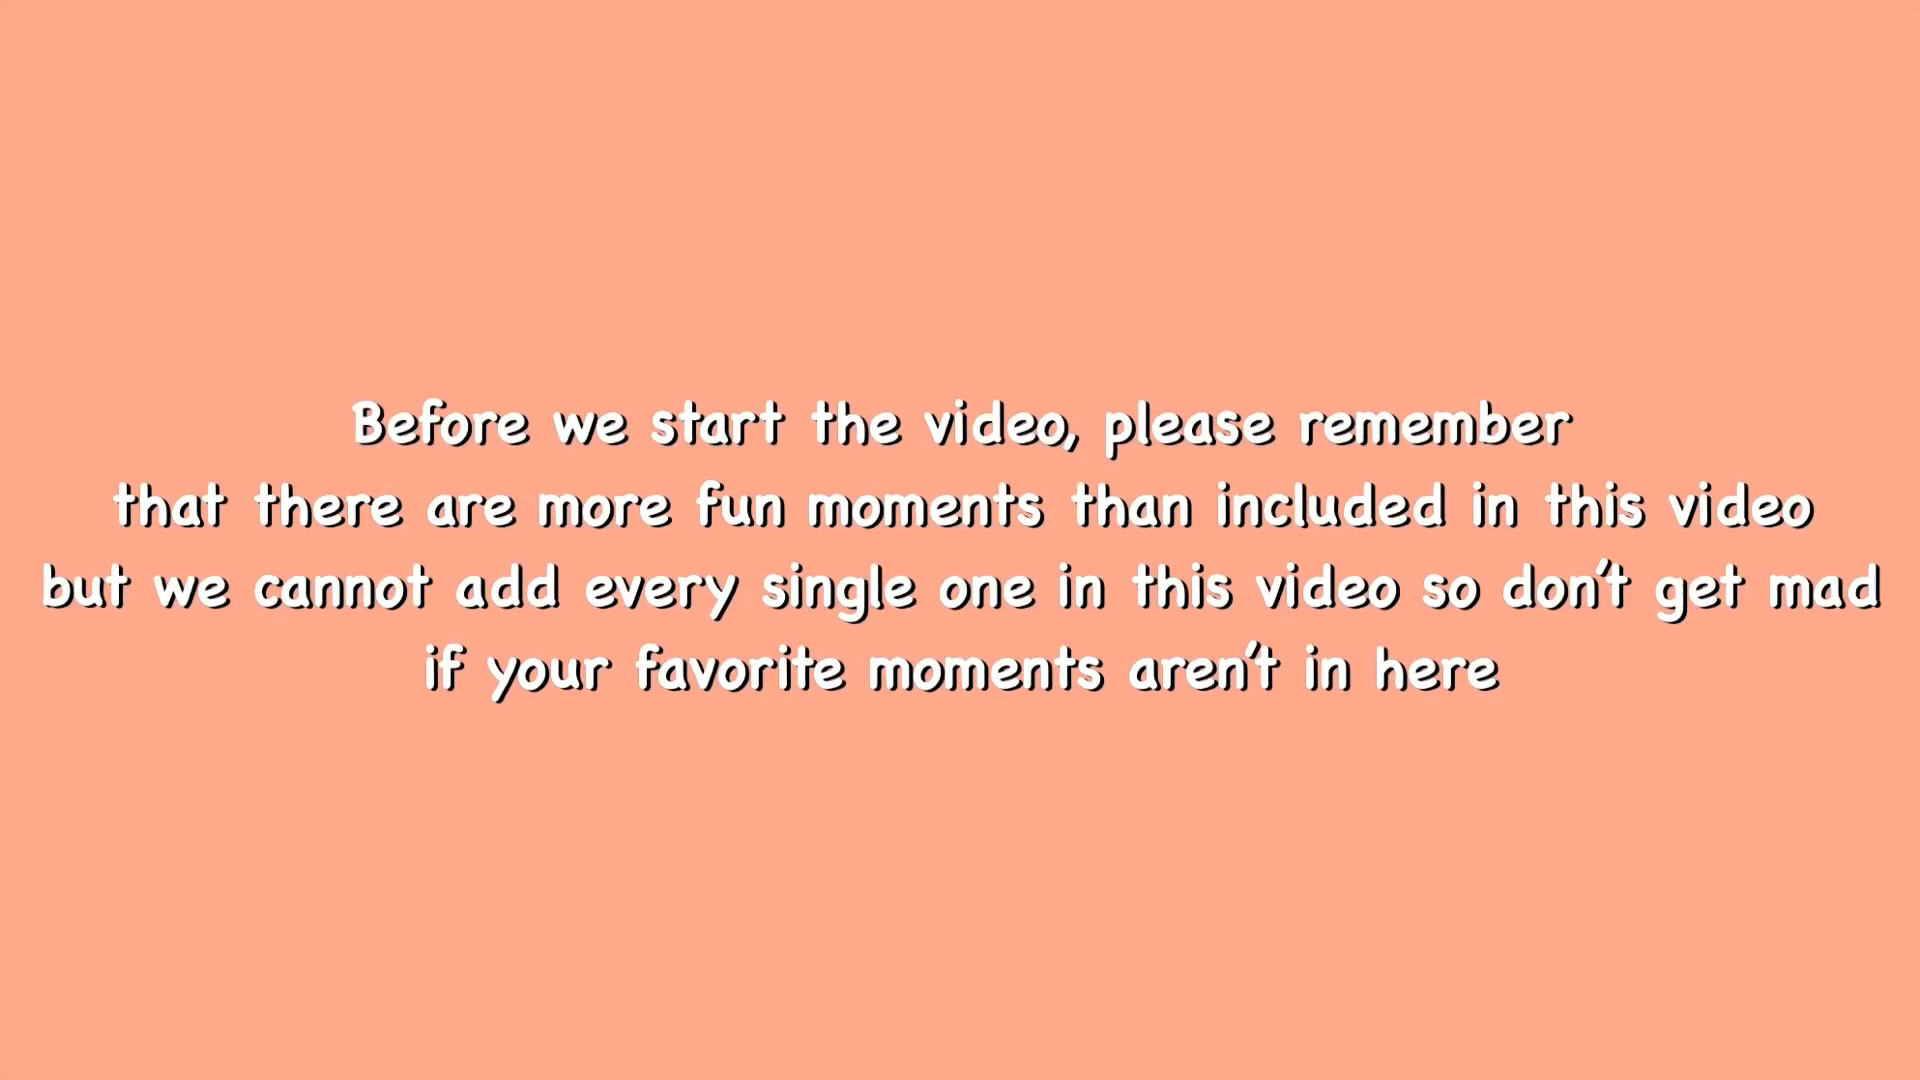 Before we start the video, please remember
that there are more fun moments than included in this video
but we cannot add every single one in this video so don't get mad
if your favorite moments aren't in here